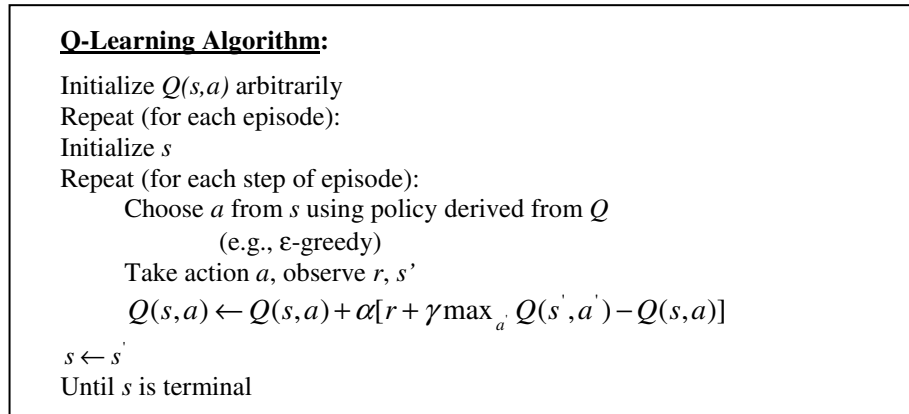 Q-Learning Algorithm:
Initialize Q(s,a) arbitrarily
Repeat (for each episode):
Initialize s
Repeat (for each step of episode):
Choose a from s using policy derived from Q
(e.g., ε-greedy)
Take action a, observe r, s’
Q(s,a) ← Q(s,a) + α[r + γ max_{a'} Q(s',a') − Q(s,a)]
s ← s'
Until s is terminal